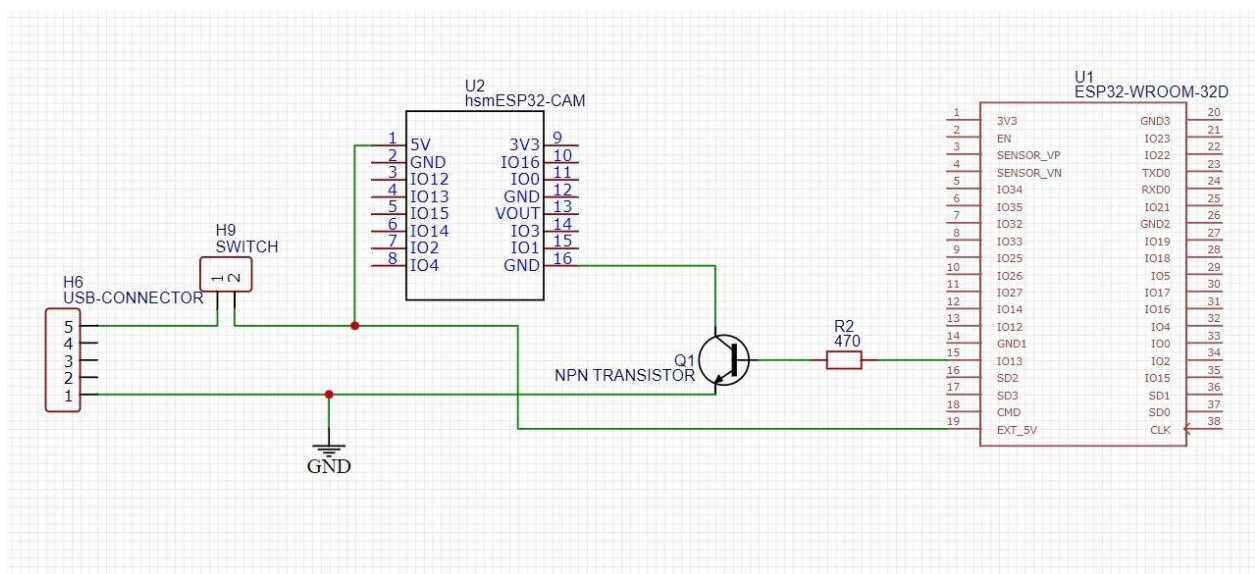 U2
hsmESP32-CAM
1 5V
2 GND
3 IO12
4 IO13
5 IO15
6 IO14
7 IO2
8 IO4
3V3 9
IO16 10
IO0 11
GND 12
VOUT 13
IO3 14
IO1 15
GND 16
U1
ESP32-WROOM-32D
1 3V3
2 EN
3 SENSOR_VP
4 SENSOR_VN
5 IO34
6 IO35
7 IO32
8 IO33
9 IO25
10 IO26
11 IO27
12 IO14
13 IO12
14 GND1
15 IO13
16 SD2
17 SD3
18 CMD
19 EXT_5V
GND3 20
IO23 21
IO22 22
TXD0 23
RXD0 24
IO21 25
GND2 26
IO19 27
IO18 28
IO5 29
IO17 30
IO16 31
IO4 32
IO0 33
IO2 34
IO15 35
SD1 36
SD0 37
CLK 38
H9
SWITCH
1 2
H6
USB-CONNECTOR
5
4
3
2
1
R2
470
Q1
NPN TRANSISTOR
GND